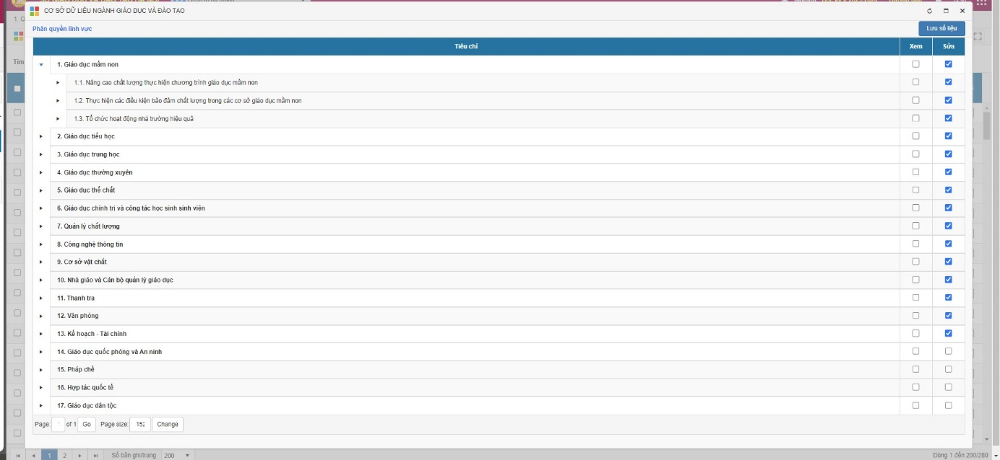 CƠ SỞ DỮ LIỆU NGÀNH GIÁO DỤC VÀ ĐÀO TẠO
Phân quyền lĩnh vực
Lưu số liệu
Tiêu chí Xem Sửa
1. Giáo dục mầm non
1.1. Nâng cao chất lượng thực hiện chương trình giáo dục mầm non
1.2. Thực hiện các điều kiện bảo đảm chất lượng trong các cơ sở giáo dục mầm non
1.3. Tổ chức hoạt động nhà trường hiệu quả
2. Giáo dục tiểu học
3. Giáo dục trung học
4. Giáo dục thường xuyên
5. Giáo dục thể chất
6. Giáo dục chính trị và công tác học sinh sinh viên
7. Quản lý chất lượng
8. Công nghệ thông tin
9. Cơ sở vật chất
10. Nhà giáo và Cán bộ quản lý giáo dục
11. Thanh tra
12. Văn phòng
13. Kế hoạch - Tài chính
14. Giáo dục quốc phòng và An ninh
15. Pháp chế
16. Hợp tác quốc tế
17. Giáo dục dân tộc
Page: of 1 Go Page size: 152 Change
1 2 Số bản ghi/trang 200 Dòng 1 đến 200/280